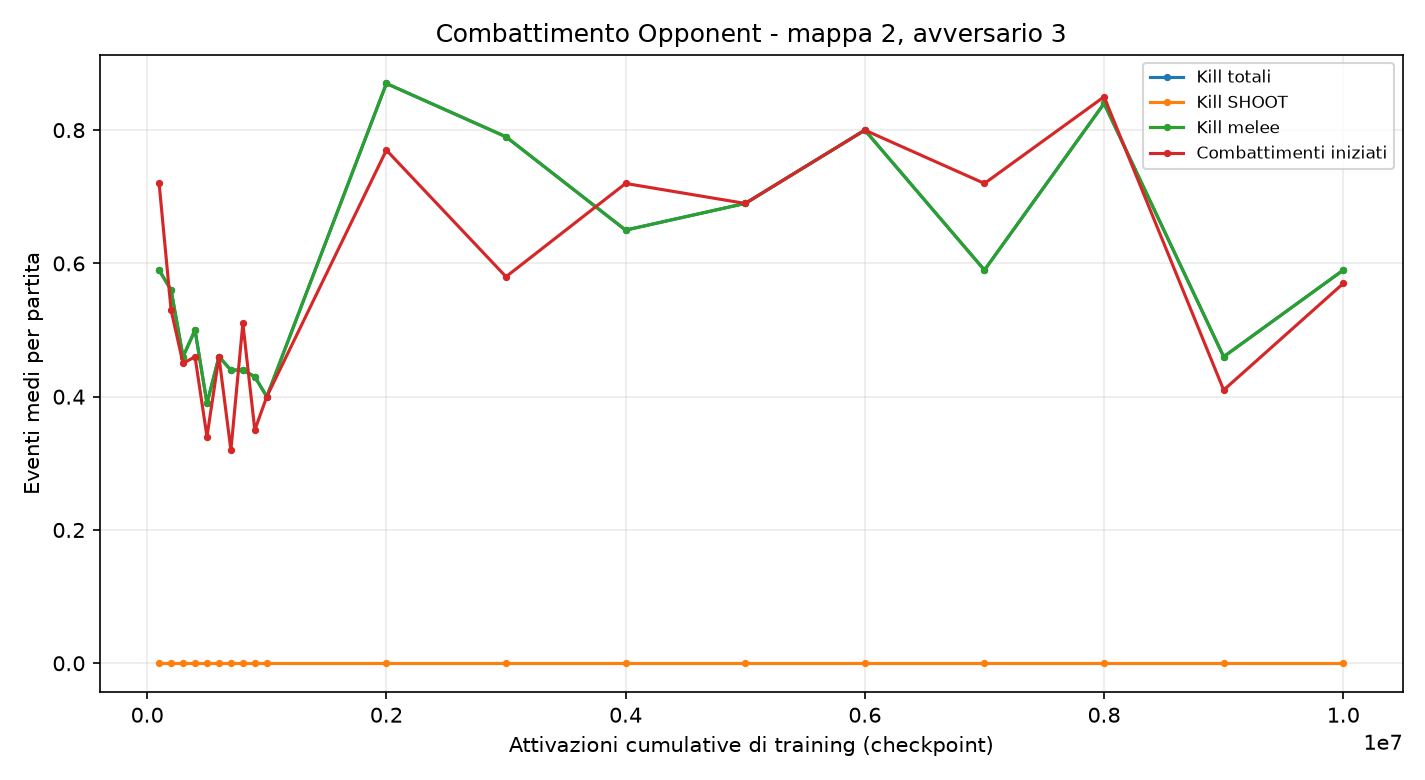 Combattimento Opponent - mappa 2, avversario 3
Kill totali
Kill SHOOT
Kill melee
Combattimenti iniziati
Eventi medi per partita
0.8
0.6
0.4
0.2
0.0
0.0
0.2
0.4
0.6
0.8
1.0
1e7
Attivazioni cumulative di training (checkpoint)